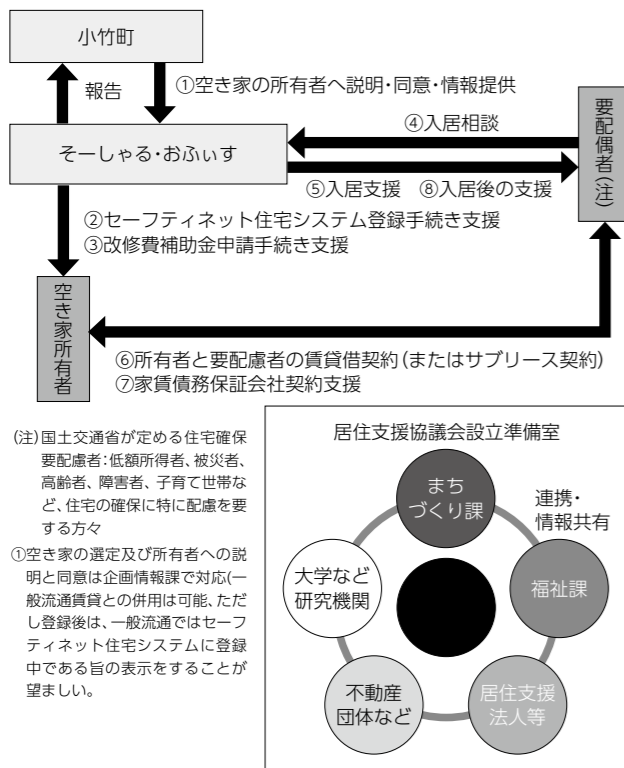 小竹町
報告
①空き家の所有者へ説明・同意・情報提供
そーしゃる・おふぃす
④入居相談
⑤入居支援 ⑧入居後の支援
要配偶者(注)
②セーフティネット住宅システム登録手続き支援
③改修費補助金申請手続き支援
空き家所有者
⑥所有者と要配慮者の賃貸借契約(またはサブリース契約)
⑦家賃債務保証会社契約支援
(注)国土交通省が定める住宅確保
要配慮者:低額所得者、被災者、
高齢者、障害者、子育て世帯な
ど、住宅の確保に特に配慮を要
する方々
①空き家の選定及び所有者への説
明と同意は企画情報課で対応(一
般流通賃貸との併用は可能、ただ
し登録後は、一般流通ではセーフ
ティネット住宅システムに登録
中である旨の表示をすることが
望ましい。
居住支援協議会設立準備室
まち
づくり課
連携・
情報共有
大学など
研究機関
福祉課
不動産
団体など
居住支援
法人等